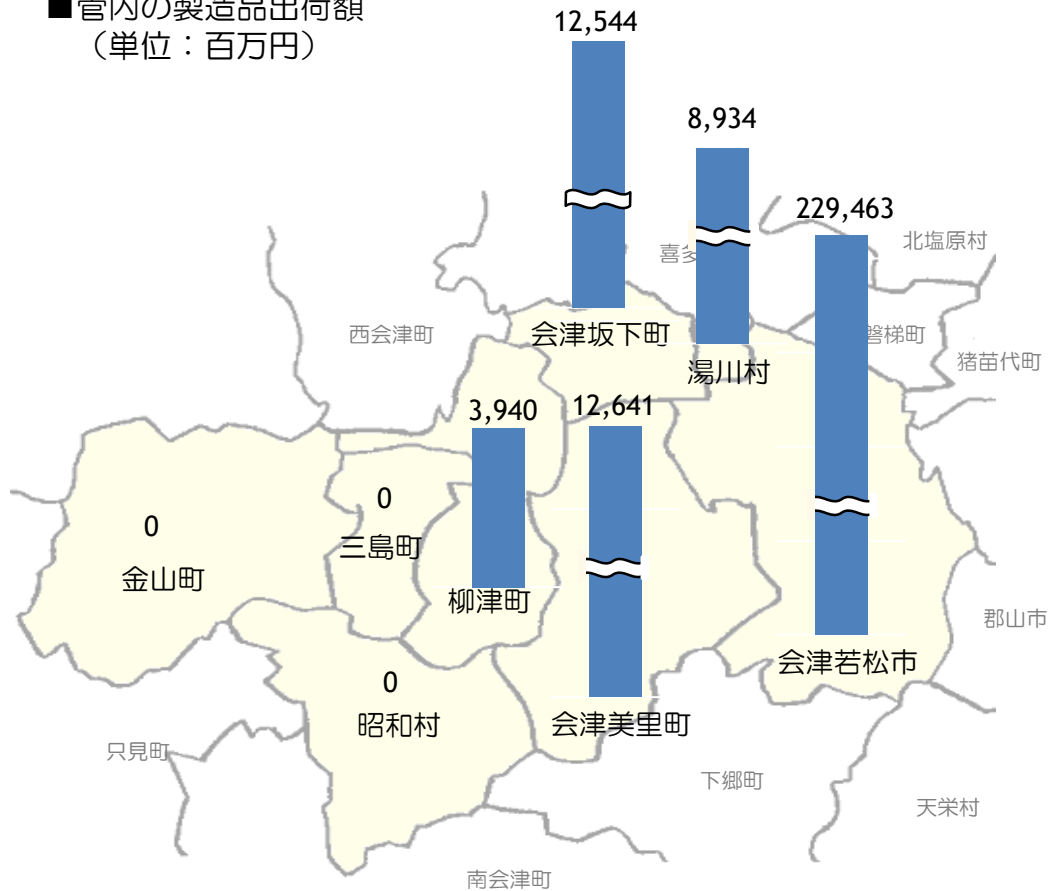 ■管内の製造品出荷額
（単位：百万円）
12,544
8,934
229,463
北塩原村
喜多
西会津町
会津坂下町
磐梯町
猪苗代町
湯川村
3,940
12,641
0
三島町
0
金山町
柳津町
郡山市
会津若松市
0
昭和村
会津美里町
只見町
下郷町
天栄村
南会津町